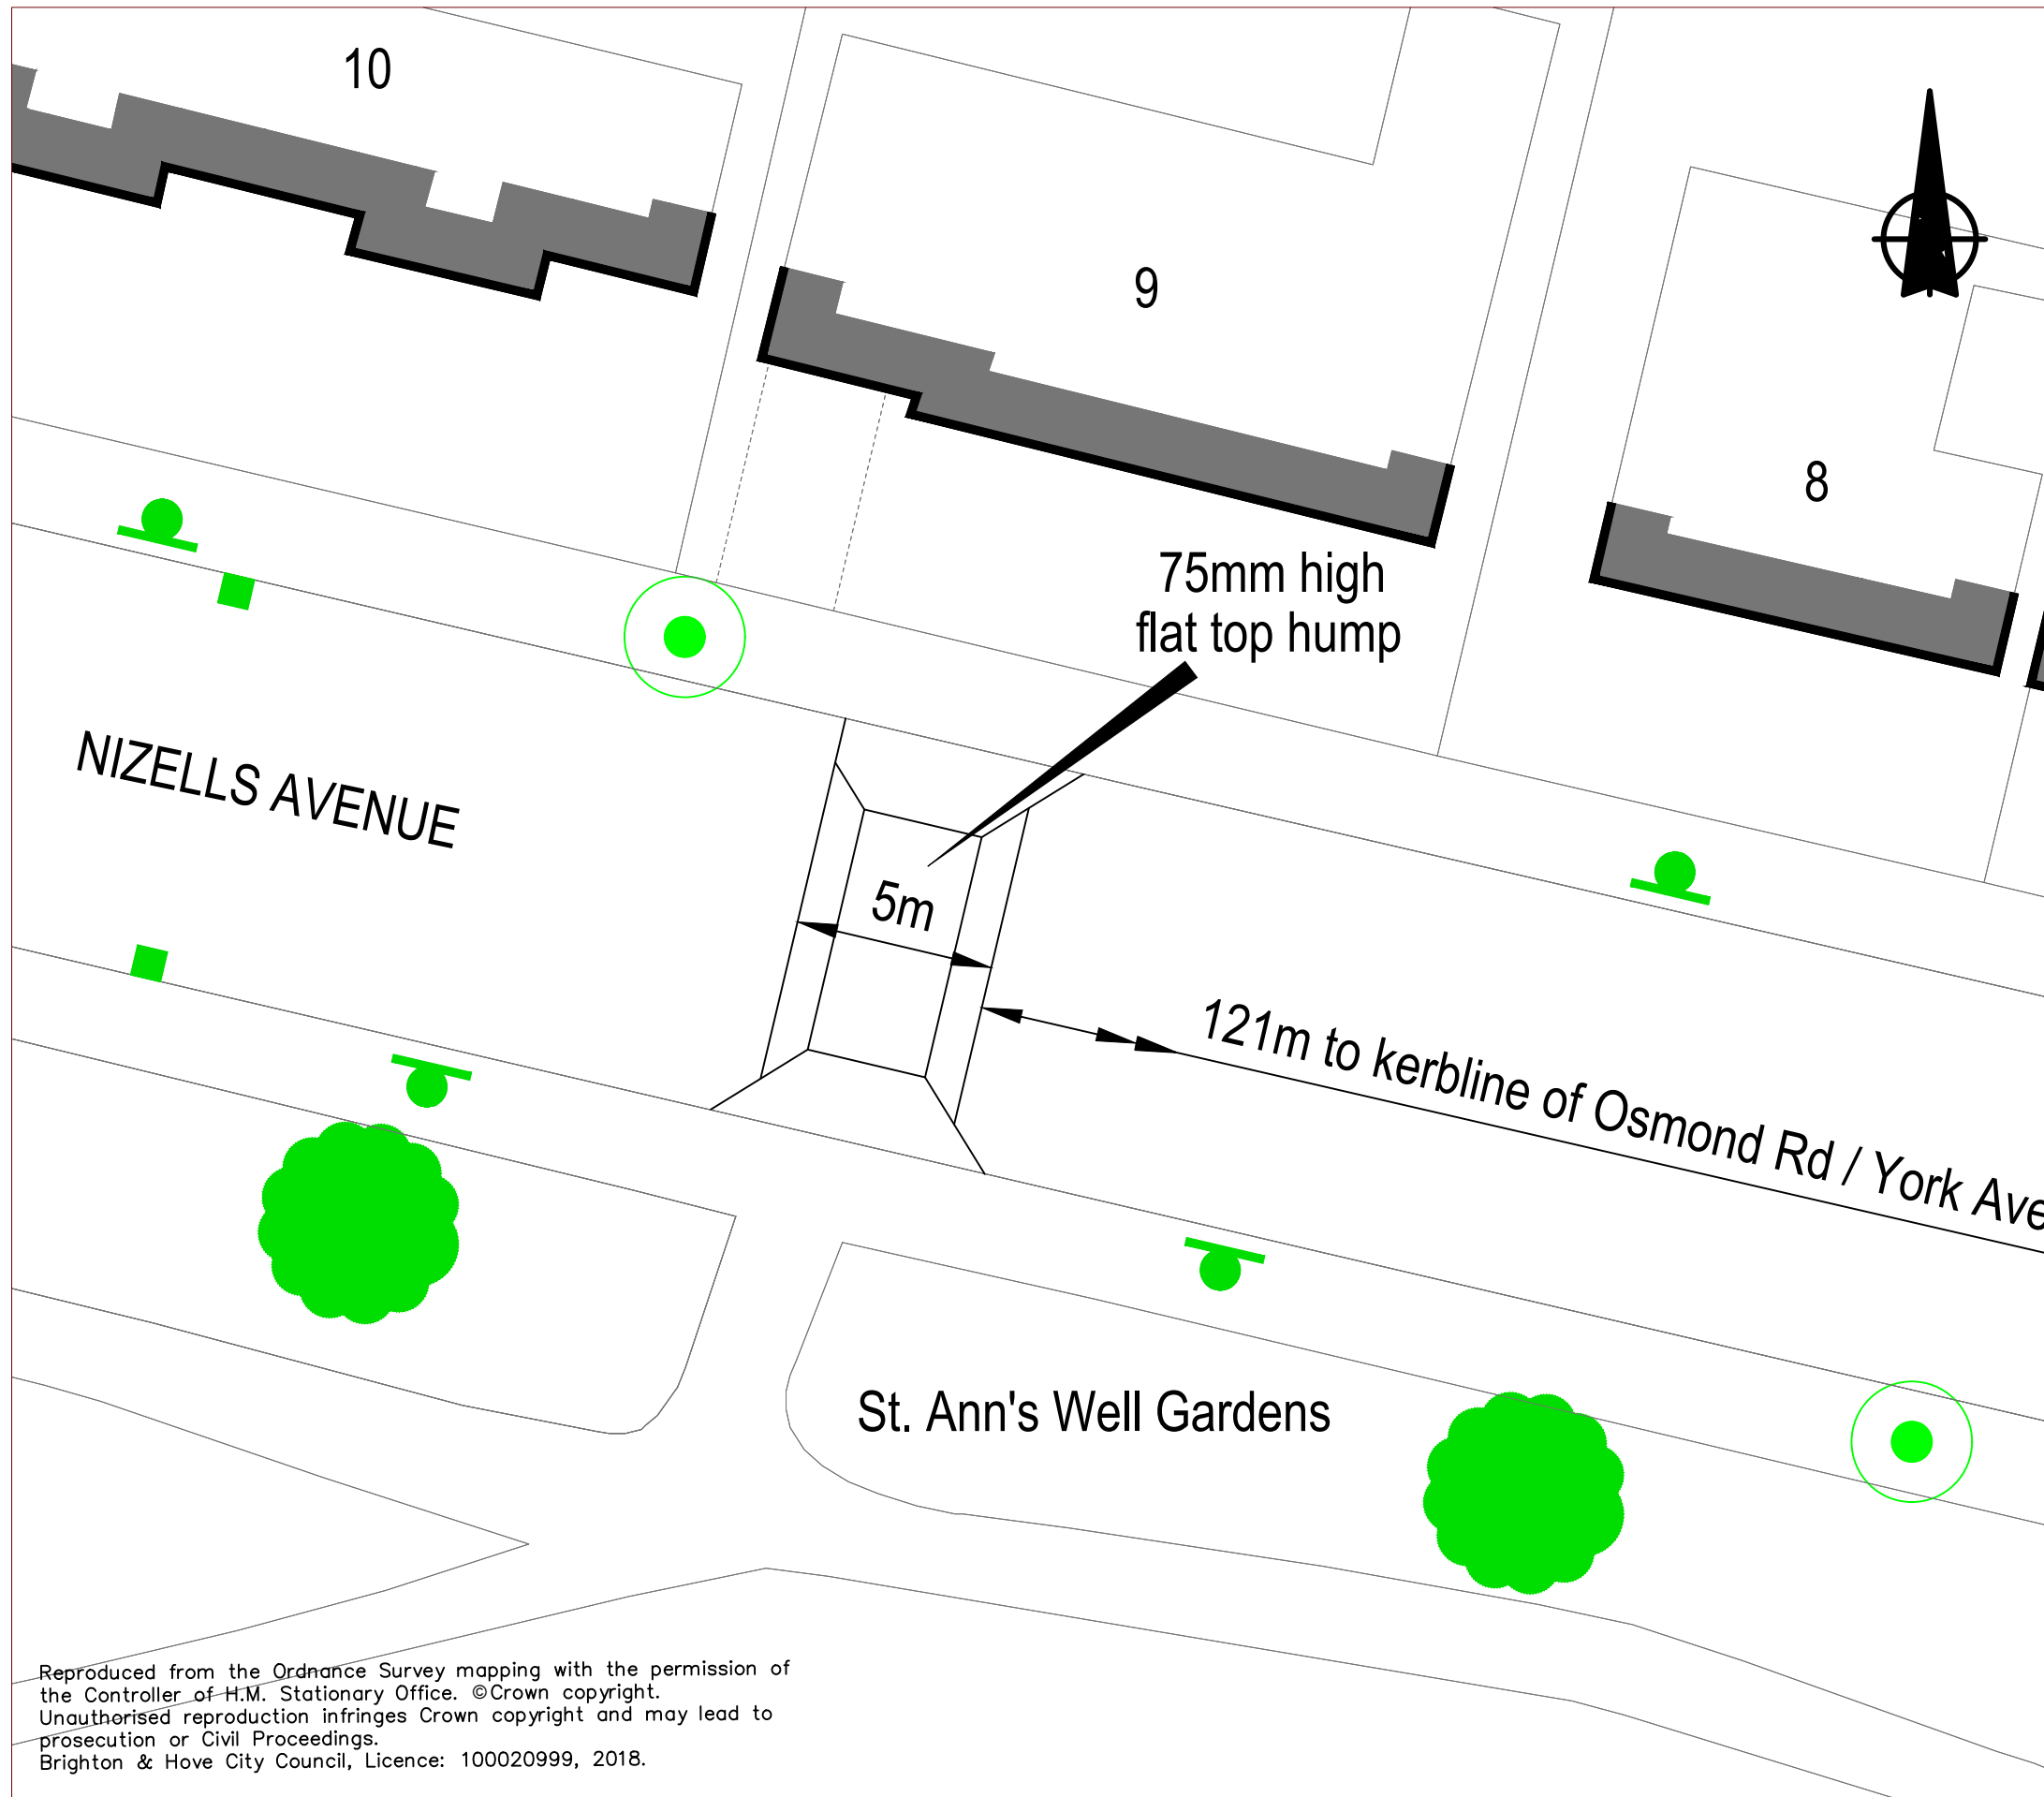 10
9
8
75mm high
flat top hump
NIZELLS AVENUE
5m
121m to kerbline of Osmond Rd / York Ave
St. Ann's Well Gardens
Reproduced from the Ordnance Survey mapping with the permission of
the Controller of H.M. Stationary Office. ©Crown copyright.
Unauthorised reproduction infringes Crown copyright and may lead to
prosecution or Civil Proceedings.
Brighton & Hove City Council, Licence: 100020999, 2018.